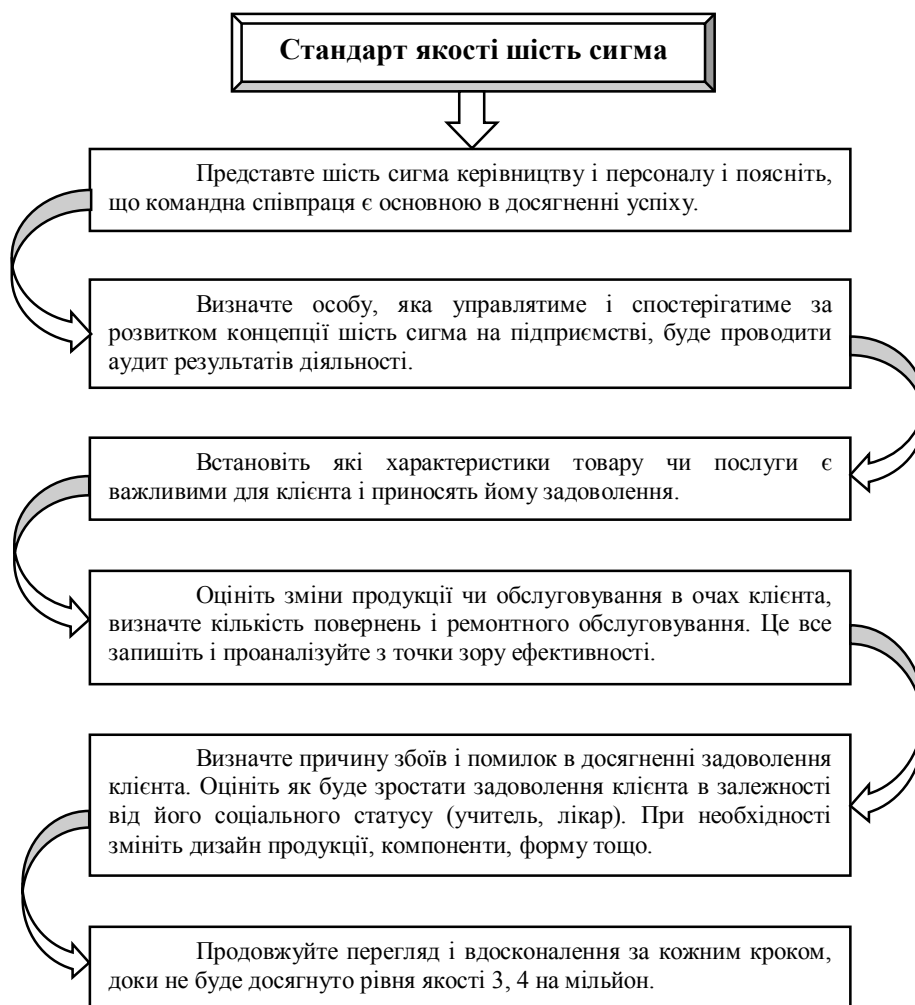 Стандарт якості шість сигма
Представте шість сигма керівництву і персоналу і поясніть,
що командна співпраця є основною в досягненні успіху.
Визначте особу, яка управлятиме і спостерігатиме за
розвитком концепції шість сигма на підприємстві, буде проводити
аудит результатів діяльності.
Встановіть які характеристики товару чи послуги є
важливими для клієнта і приносять йому задоволення.
Оцініть зміни продукції чи обслуговування в очах клієнта,
визначте кількість повернень і ремонтного обслуговування. Це все
запишіть і проаналізуйте з точки зору ефективності.
Визначте причину збоїв і помилок в досягненні задоволення
клієнта. Оцініть як буде зростати задоволення клієнта в залежності
від його соціального статусу (учитель, лікар). При необхідності
змініть дизайн продукції, компоненти, форму тощо.
Продовжуйте перегляд і вдосконалення за кожним кроком,
доки не буде досягнуто рівня якості 3, 4 на мільйон.